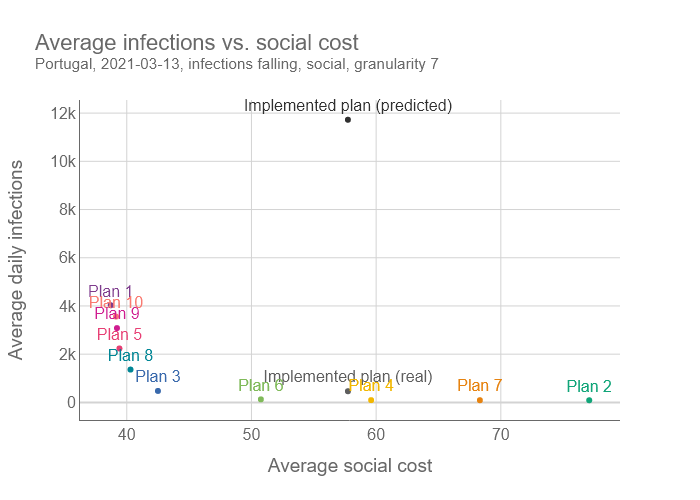 Average infections vs. social cost
Portugal, 2021-03-13, infections falling, social, granularity 7
Average daily infections
12k
10k
8k
6k
4k
2k
0
Implemented plan (predicted)
Plan 1
Plan 10
Plan 9
Plan 5
Plan 8
Plan 3
Implemented plan (real)
Plan 6
Plan 4
Plan 7
Plan 2
40
50
60
70
Average social cost